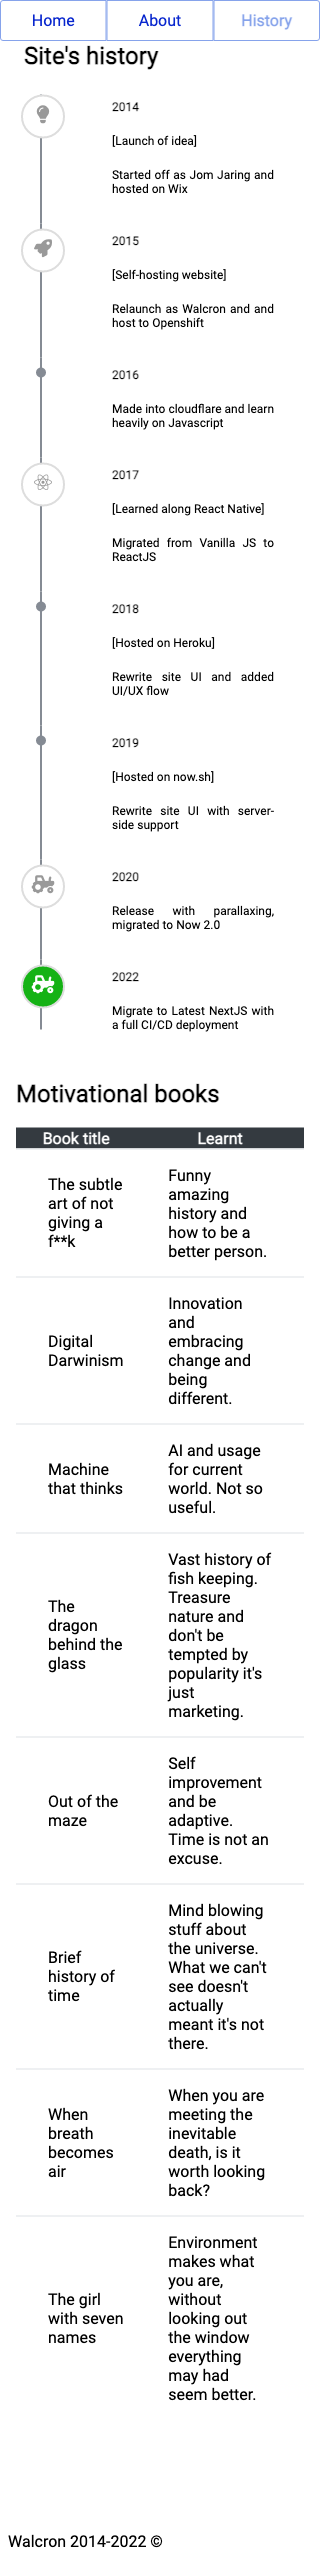 Home About History
Site's history
2014
[Launch of idea]
Started off as Jom Jaring and
hosted on Wix
2015
[Self-hosting website]
Relaunch as Walcron and and
host to Openshift
2016
Made into cloudflare and learn
heavily on Javascript
2017
[Learned along React Native]
Migrated from Vanilla JS to
ReactJS
2018
[Hosted on Heroku]
Rewrite site UI and added
UI/UX flow
2019
[Hosted on now.sh]
Rewrite site UI with server-
side support
2020
Release with parallaxing,
migrated to Now 2.0
2022
Migrate to Latest NextJS with
a full CI/CD deployment
Motivational books
Book title Learnt
The subtle
art of not
giving a
f**k
Funny
amazing
history and
how to be a
better person.
Digital
Darwinism
Innovation
and
embracing
change and
being
different.
Machine
that thinks
AI and usage
for current
world. Not so
useful.
The
dragon
behind the
glass
Vast history of
fish keeping.
Treasure
nature and
don't be
tempted by
popularity it's
just
marketing.
Out of the
maze
Self
improvement
and be
adaptive.
Time is not an
excuse.
Brief
history of
time
Mind blowing
stuff about
the universe.
What we can't
see doesn't
actually
meant it's not
there.
When
breath
becomes
air
When you are
meeting the
inevitable
death, is it
worth looking
back?
The girl
with seven
names
Environment
makes what
you are,
without
looking out
the window
everything
may had
seem better.
Walcron 2014-2022 ©